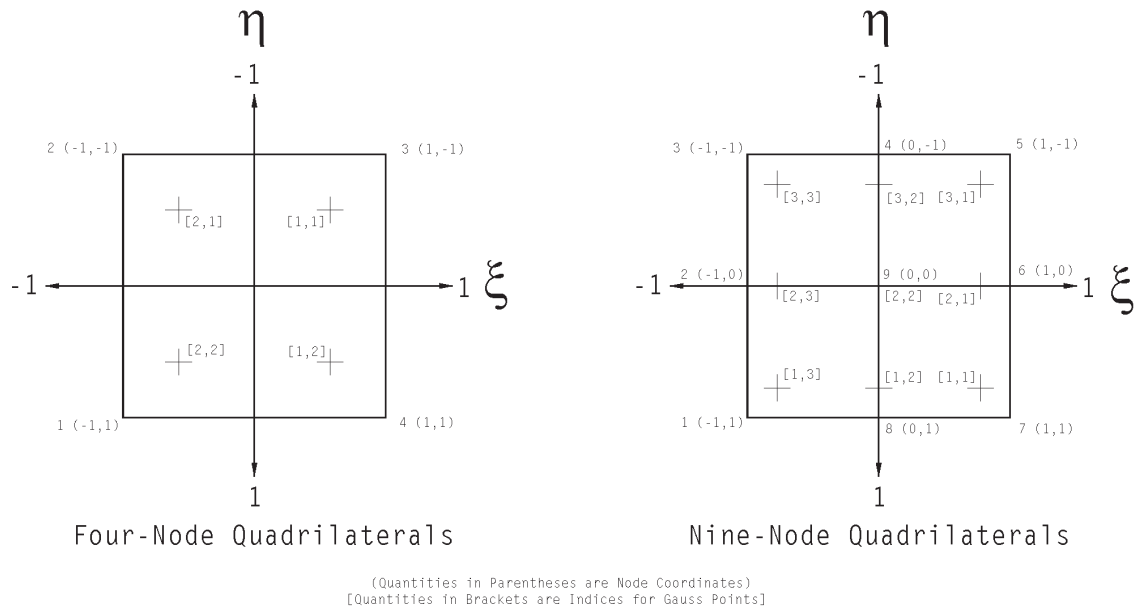 η η
-1 -1
2 (-1,-1) 3 (1,-1) 3 (-1,-1) 4 (0,-1) 5 (1,-1)
[2,1] [1,1] [3,3] [3,2] [3,1]
-1 1 ξ -1 2 (-1,0) 9 (0,0) 6 (1,0) 1 ξ
[2,3] [2,2] [2,1]
[2,2] [1,2] [1,3] [1,2] [1,1]
1 (-1,1) 4 (1,1) 1 (-1,1) 8 (0,1) 7 (1,1)
1 1
Four-Node Quadrilaterals Nine-Node Quadrilaterals
(Quantities in Parentheses are Node Coordinates)
[Quantities in Brackets are Indices for Gauss Points]